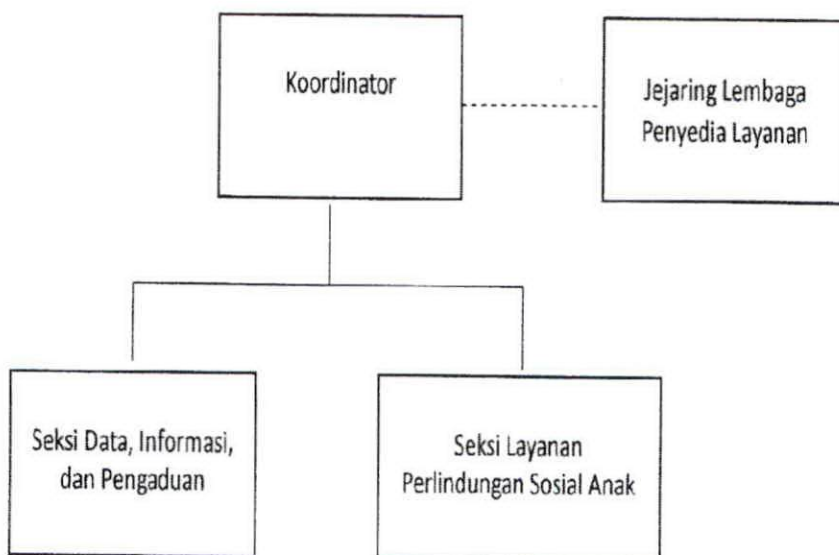 Koordinator
Jejaring Lembaga
Penyedia Layanan
Seksi Data, Informasi,
dan Pengaduan
Seksi Layanan
Perlindungan Sosial Anak